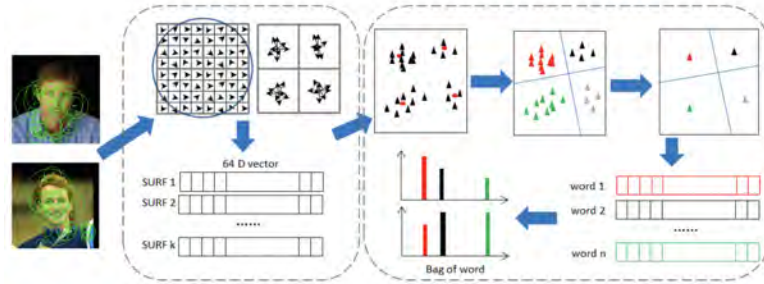 64 D vector
SURF 1
SURF 2
......
SURF k
word 1
word 2
......
word n
Bag of word